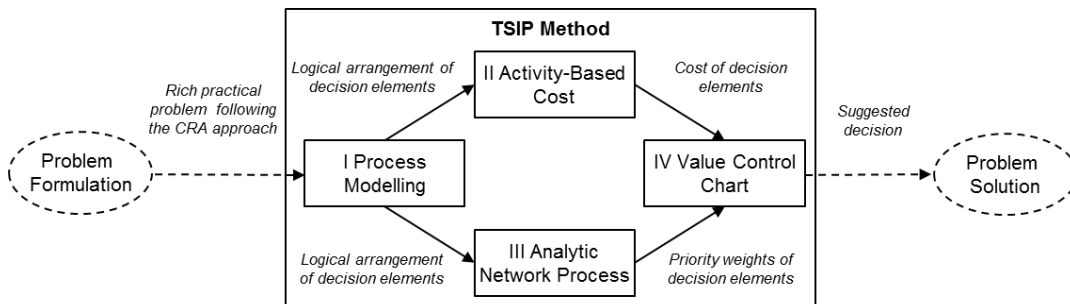 TSIP Method
Logical arrangement of
decision elements
II Activity-Based
Cost
Cost of decision
elements
Rich practical
problem following
the CRA approach
Suggested
decision
Problem
Formulation
I Process
Modelling
IV Value Control
Chart
Problem
Solution
Logical arrangement
of decision elements
III Analytic
Network Process
Priority weights of
decision elements